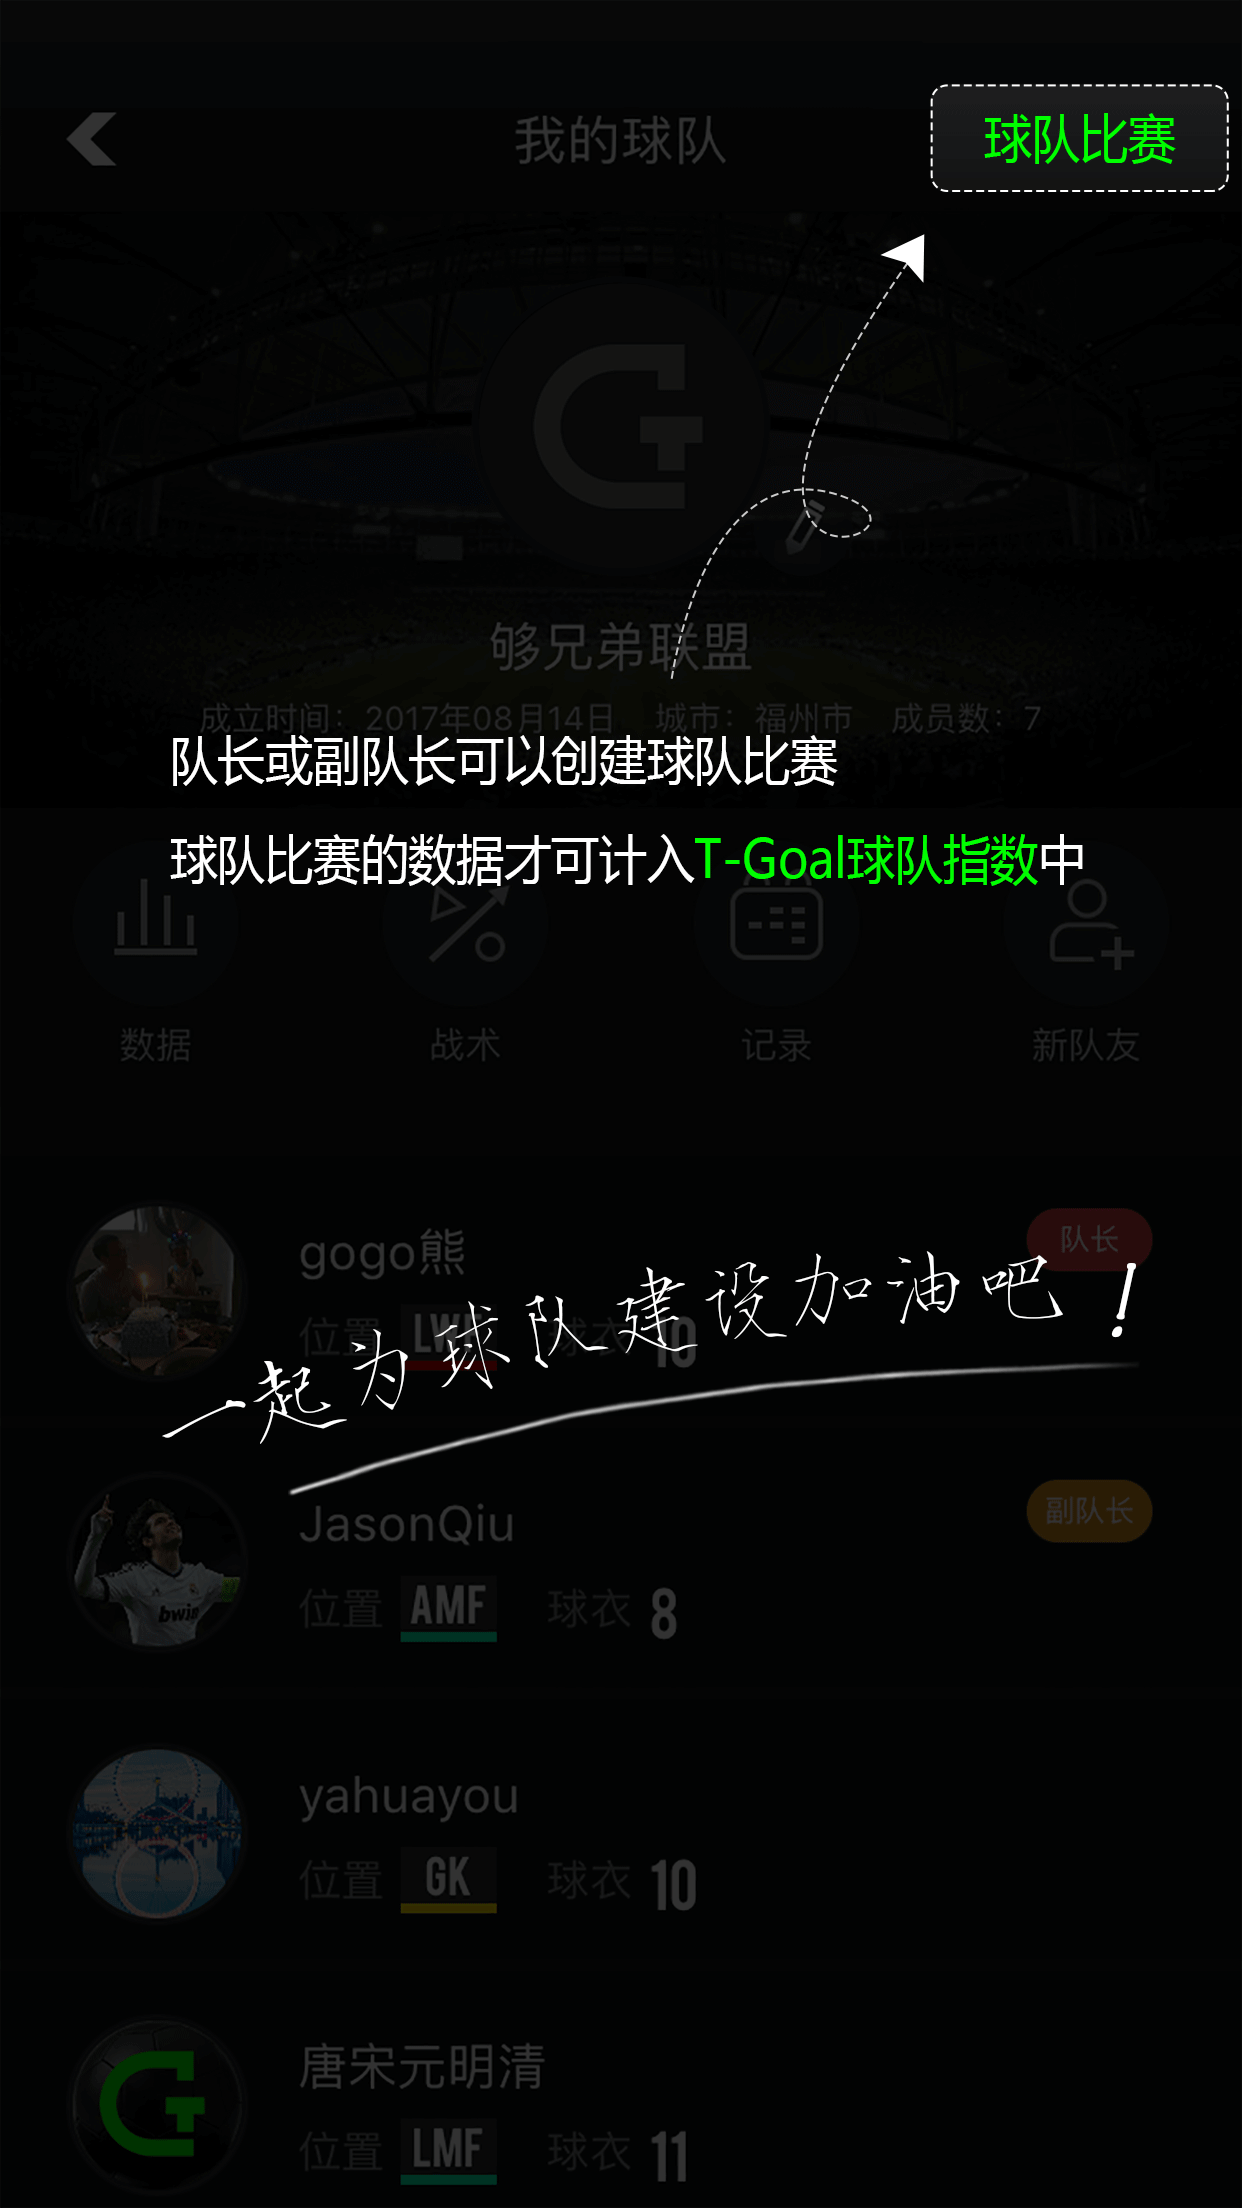 我的球队
球队比赛
够兄弟联盟
成立时间：2017年08月14日 城市：福州市 成员数：7
队长或副队长可以创建球队比赛
球队比赛的数据才可计入T-Goal球队指数中
数据 战术 记录 新队友
gogo熊 队长
一起为球队建设加油吧！
位置 LWF 球衣 10
JasonQiu 副队长
bwin
位置 AMF 球衣 8
yahuayou
位置 GK 球衣 10
唐宋元明清
位置 LMF 球衣 11